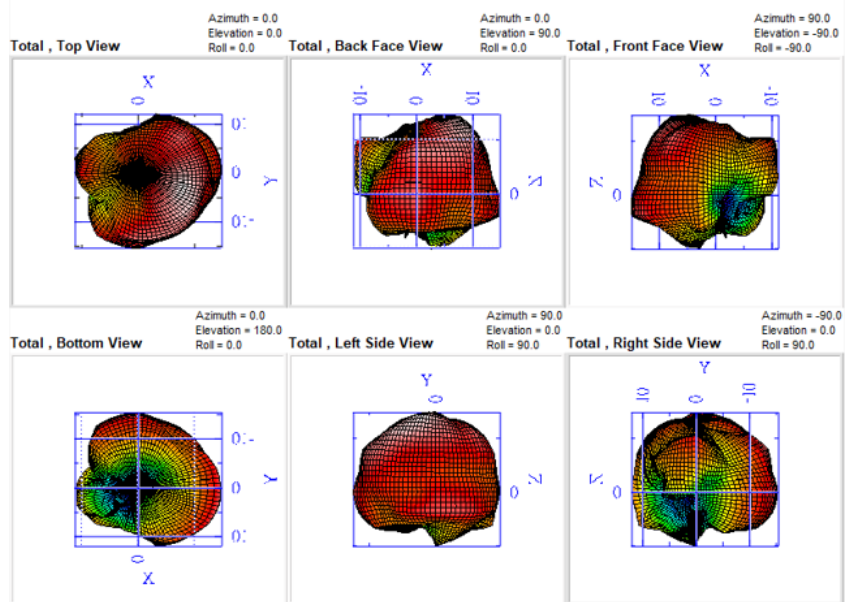 Azimuth = 0.0
Elevation = 0.0
Total , Top View Roll = 0.0
X
0
0
Y
Azimuth = 0.0
Elevation = 90.0
Total , Back Face View Roll = 0.0
X
-10 0 10
0 Z
Azimuth = 90.0
Elevation = -90.0
Total , Front Face View Roll = -90.0
X
10 0 -10
Z 0
Azimuth = 0.0
Elevation = 180.0
Total , Bottom View Roll = 0.0
0
Y
0
X
Azimuth = 90.0
Elevation = 0.0
Total , Left Side View Roll = 90.0
Y
0
0 Z
Azimuth = -90.0
Elevation = 0.0
Total , Right Side View Roll = 90.0
Y
10 0 -10
Z 0